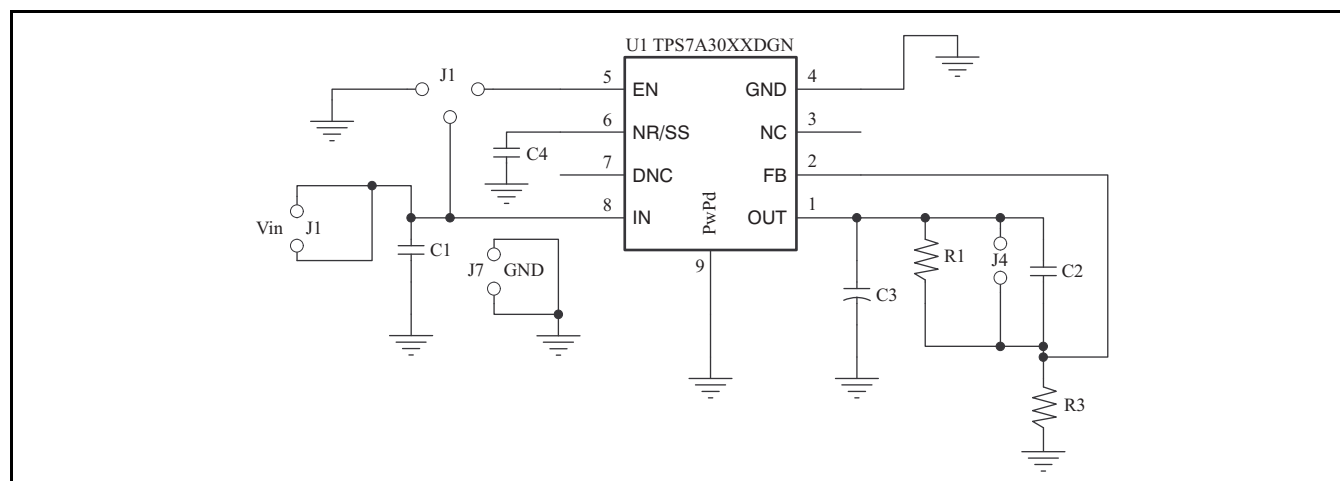 U1 TPS7A30XXDGN
J1
5
EN
GND
4
6
NR/SS
NC
3
C4
7
DNC
FB
2
Vin
J1
8
IN
OUT
1
PwPd
C1
J7
GND
9
R1
J4
C2
C3
R3